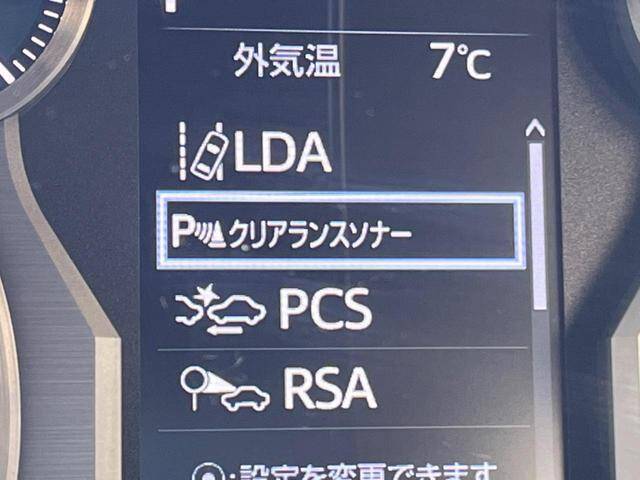 外気温 7℃
LDA
P クリアランスソナー
PCS
RSA
:設定を変更できます